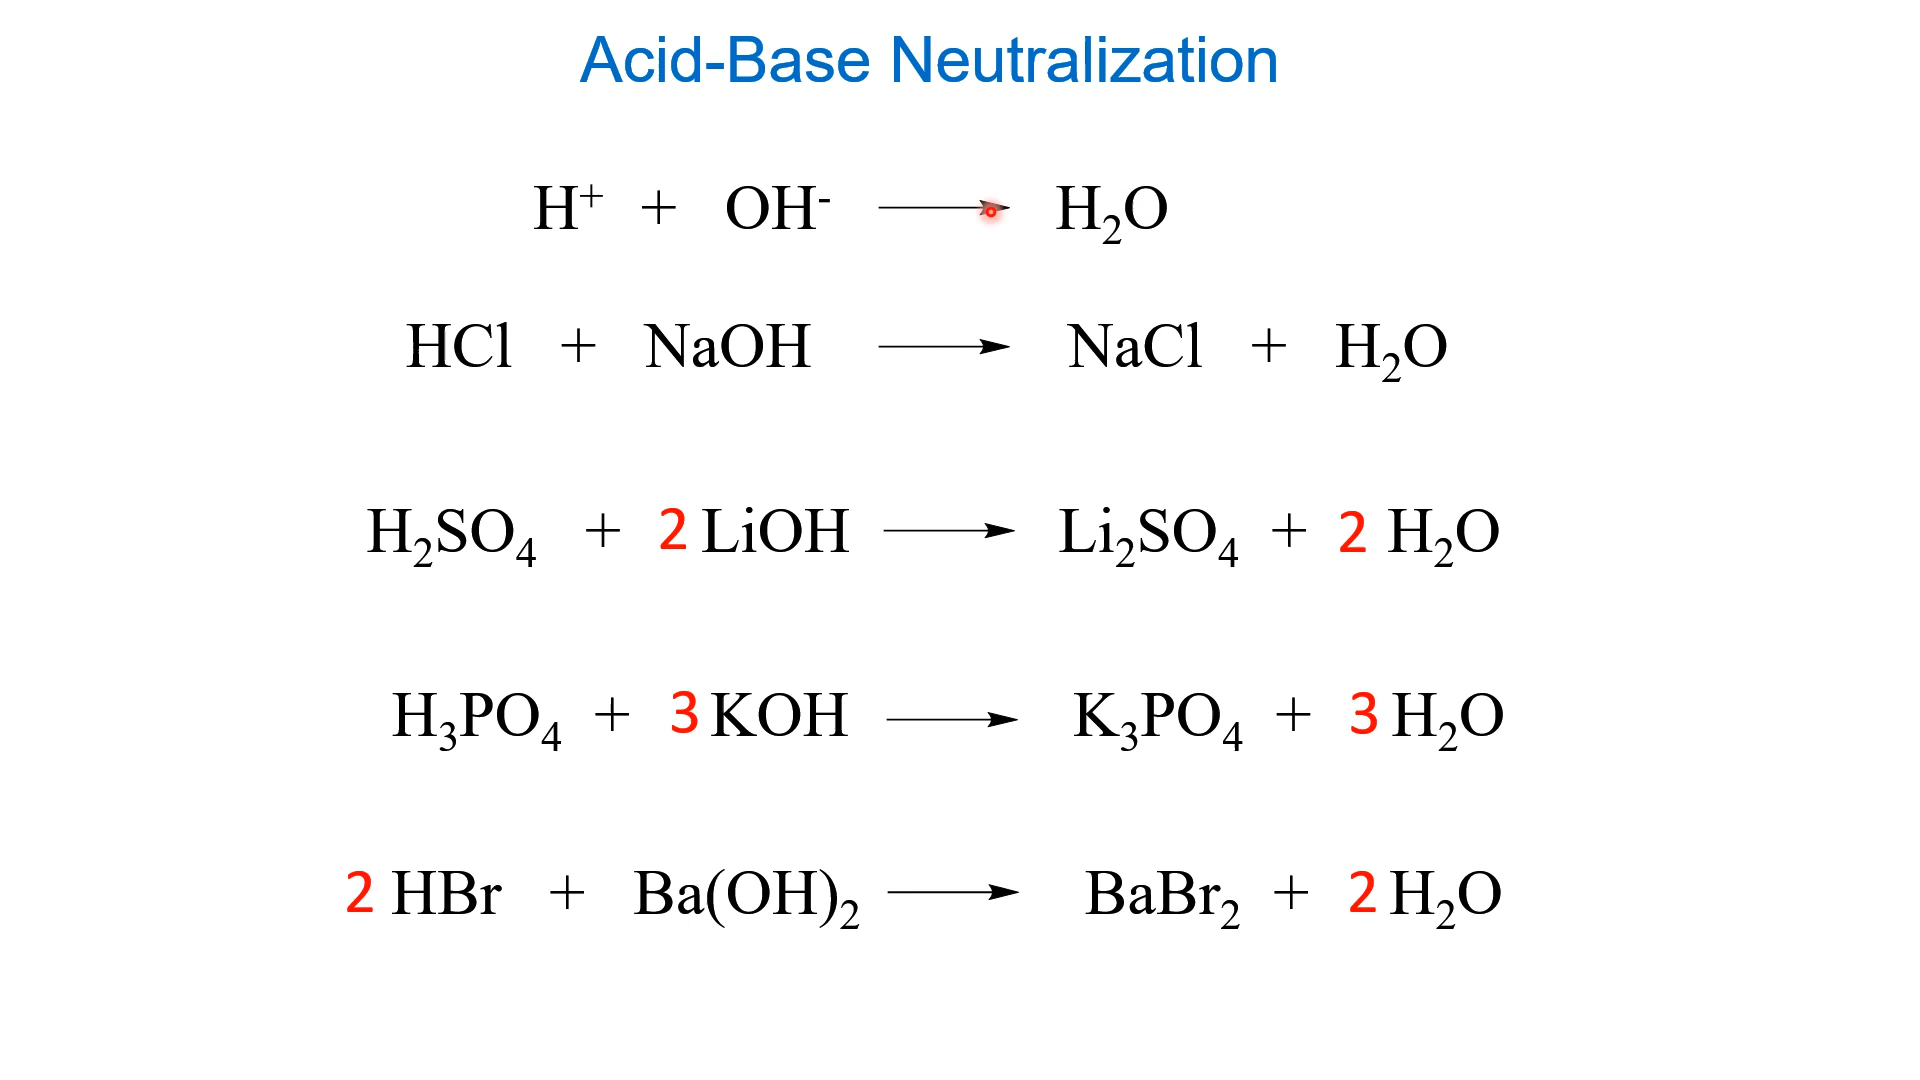 Acid-Base Neutralization
H⁺ + OH⁻ ⟶ H₂O
HCl + NaOH ⟶ NaCl + H₂O
H₂SO₄ + 2 LiOH ⟶ Li₂SO₄ + 2 H₂O
H₃PO₄ + 3 KOH ⟶ K₃PO₄ + 3 H₂O
2 HBr + Ba(OH)₂ ⟶ BaBr₂ + 2 H₂O